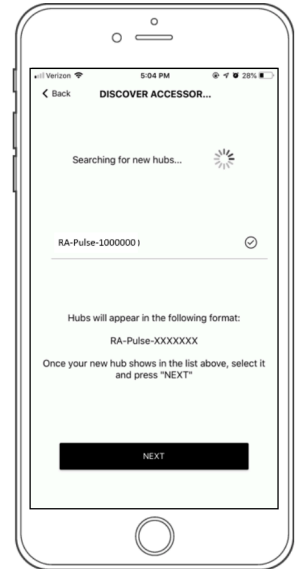 Verizon 5:04 PM 28%
Back DISCOVER ACCESSOR...
Searching for new hubs...
RA-Pulse-1000000)
Hubs will appear in the following format:
RA-Pulse-XXXXXXX
Once your new hub shows in the list above, select it
and press "NEXT"
NEXT